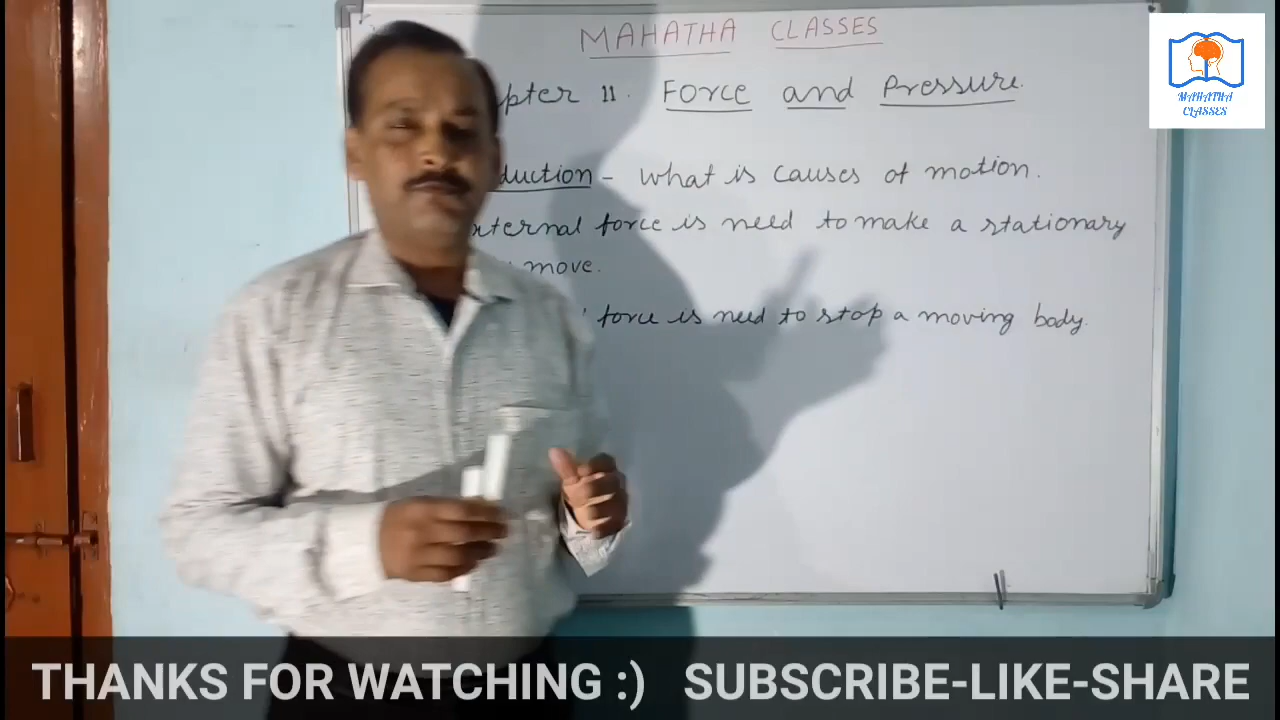 MAHATHA CLASSES
MAHATHA
CLASSES
pter 11. Force and Pressure.
duction - What is causes of motion.
xternal force is need to make a stationary
move.
force is need to stop a moving body.
THANKS FOR WATCHING :) SUBSCRIBE-LIKE-SHARE